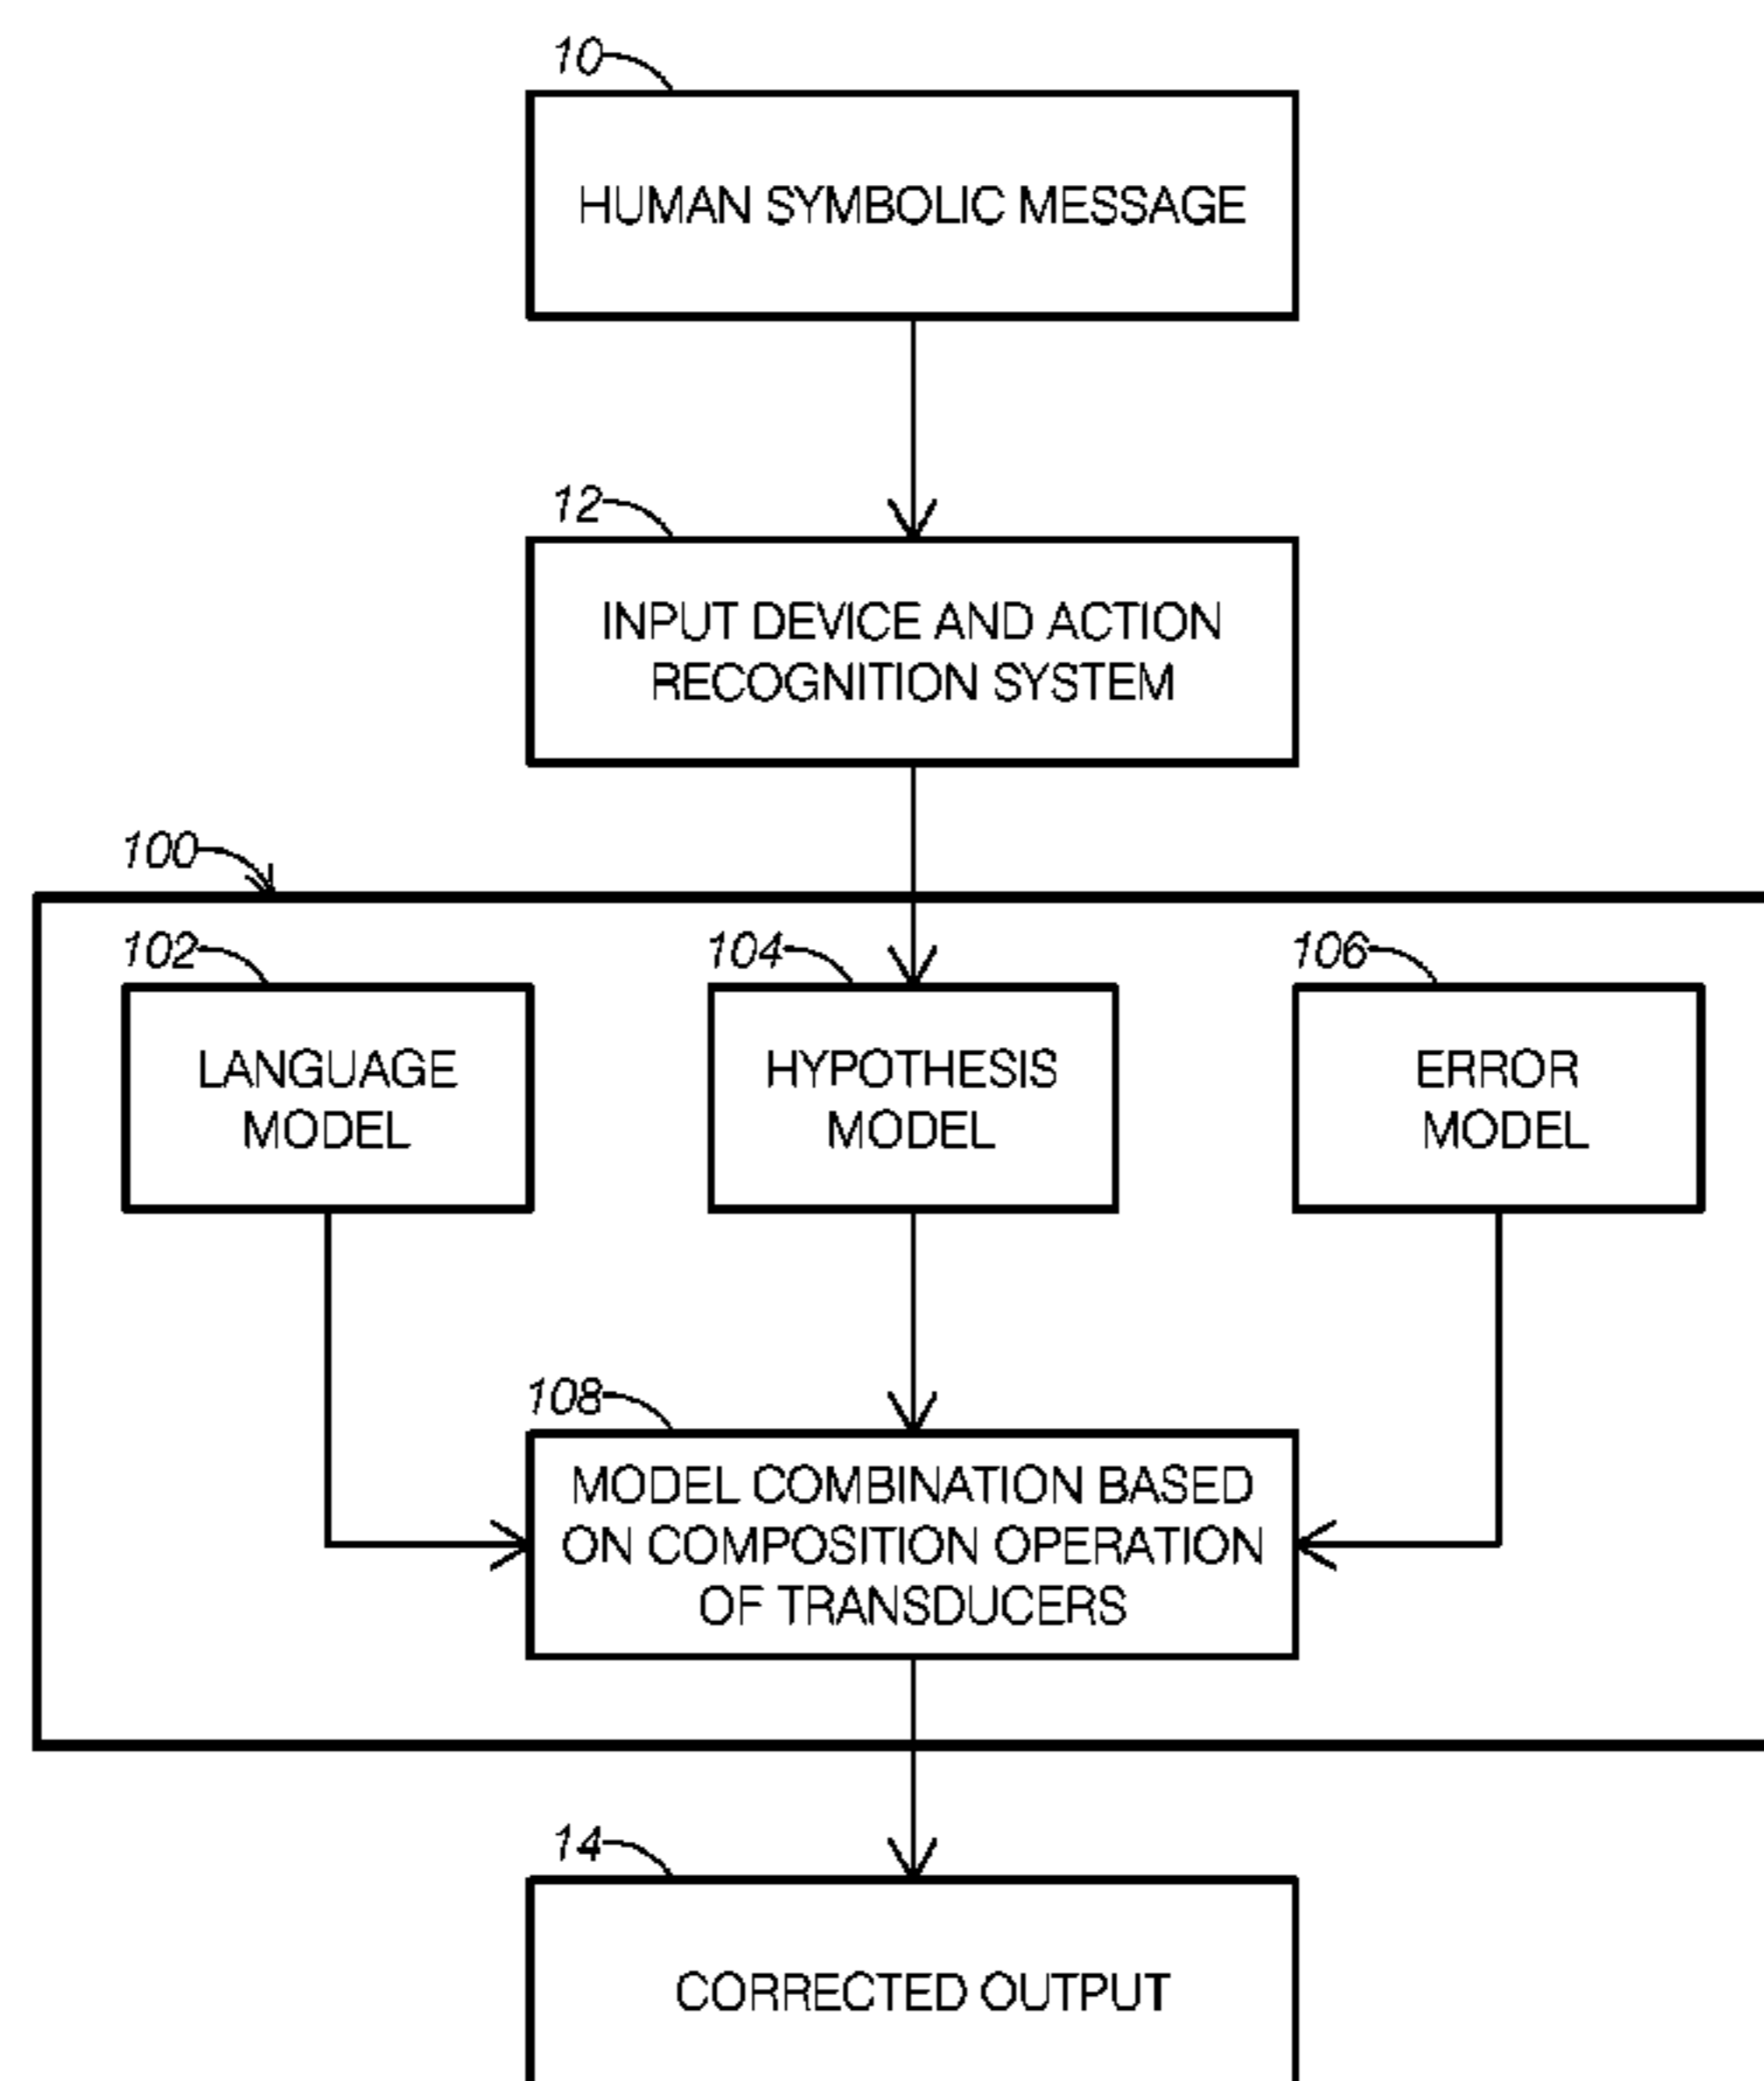 10
HUMAN SYMBOLIC MESSAGE
12
INPUT DEVICE AND ACTION
RECOGNITION SYSTEM
100
102
104
106
LANGUAGE
MODEL
HYPOTHESIS
MODEL
ERROR
MODEL
108
MODEL COMBINATION BASED
ON COMPOSITION OPERATION
OF TRANSDUCERS
14
CORRECTED OUTPUT